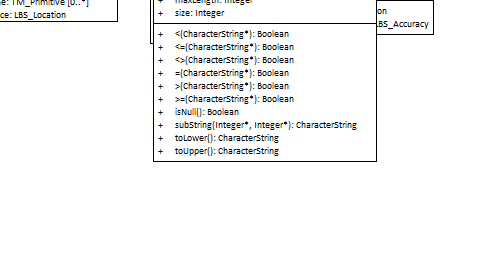 e: TM_Primitive [0..*]
ce: LBS_Location
+ maxLength: Integer
+ size: Integer
on
LBS_Accuracy
+ <(CharacterString*): Boolean
+ <=(CharacterString*): Boolean
+ <>(CharacterString*): Boolean
+ =(CharacterString*): Boolean
+ >(CharacterString*): Boolean
+ >=(CharacterString*): Boolean
+ isNull(): Boolean
+ subString(Integer*, Integer*): CharacterString
+ toLower(): CharacterString
+ toUpper(): CharacterString